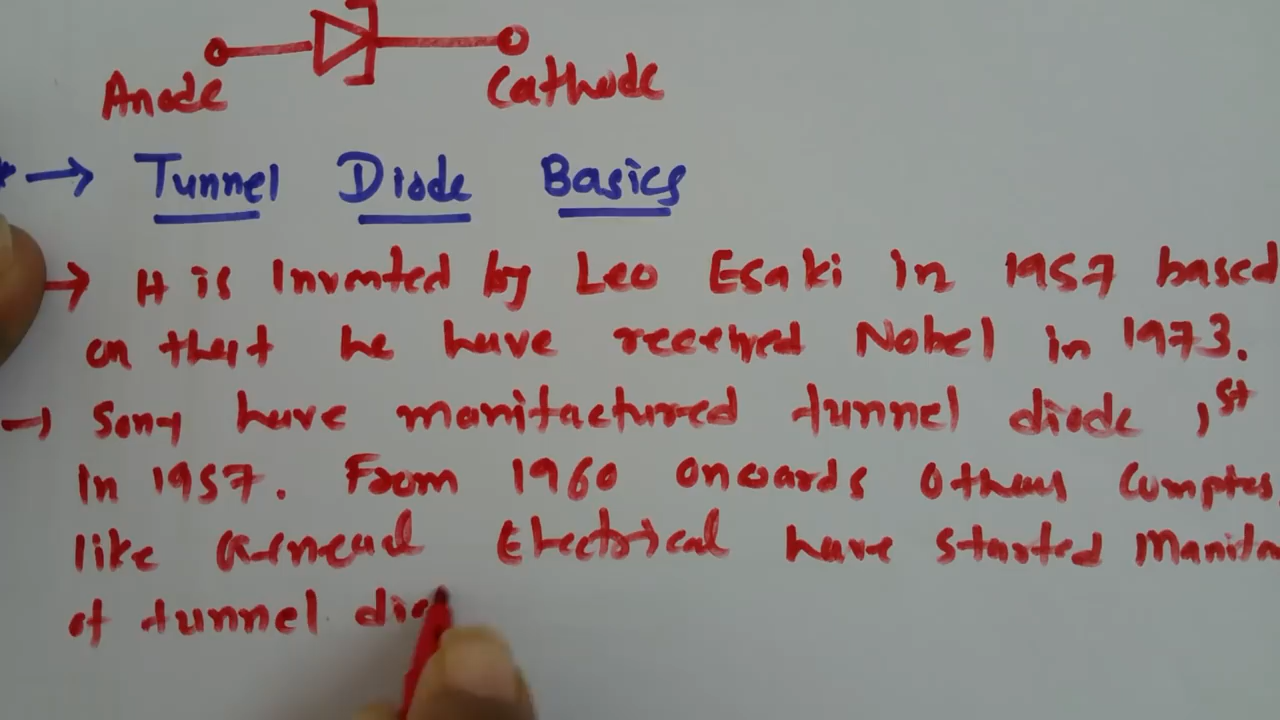 Anode Cathode
Tunnel Diode Basics
→ It is Invented by Leo Esaki in 1957 based
on that he have received Nobel in 1973.
→ Sony have manifactured tunnel diode 1st
in 1957. From 1960 onwards others
like General Electrical have started
of tunnel dio